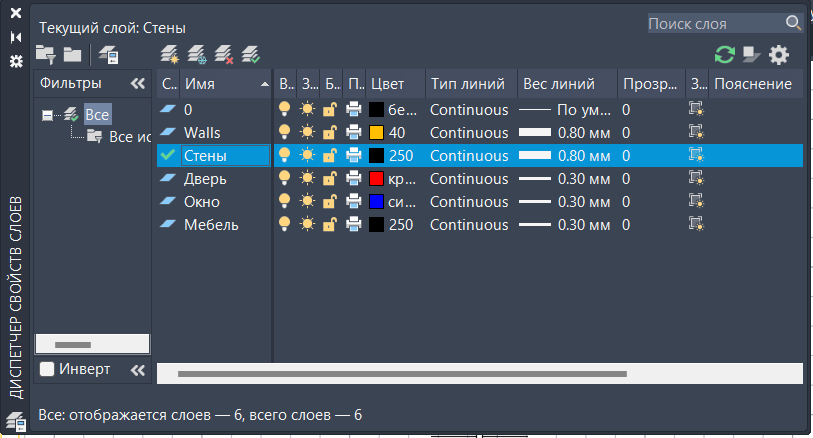 Текущий слой: Стены
Поиск слоя
Фильтры
С.. Имя В.. З... Б.. П.. Цвет Тип линий Вес линий Прозр... З... Пояснение
Все
Все ис
0 бе... Continuous По ум... 0
Walls 40 Continuous 0.80 мм 0
Стены 250 Continuous 0.80 мм 0
Дверь кр... Continuous 0.30 мм 0
Окно си... Continuous 0.30 мм 0
Мебель 250 Continuous 0.30 мм 0
Инверт
Все: отображается слоев — 6, всего слоев — 6
ДИСПЕТЧЕР СВОЙСТВ СЛОЕВ